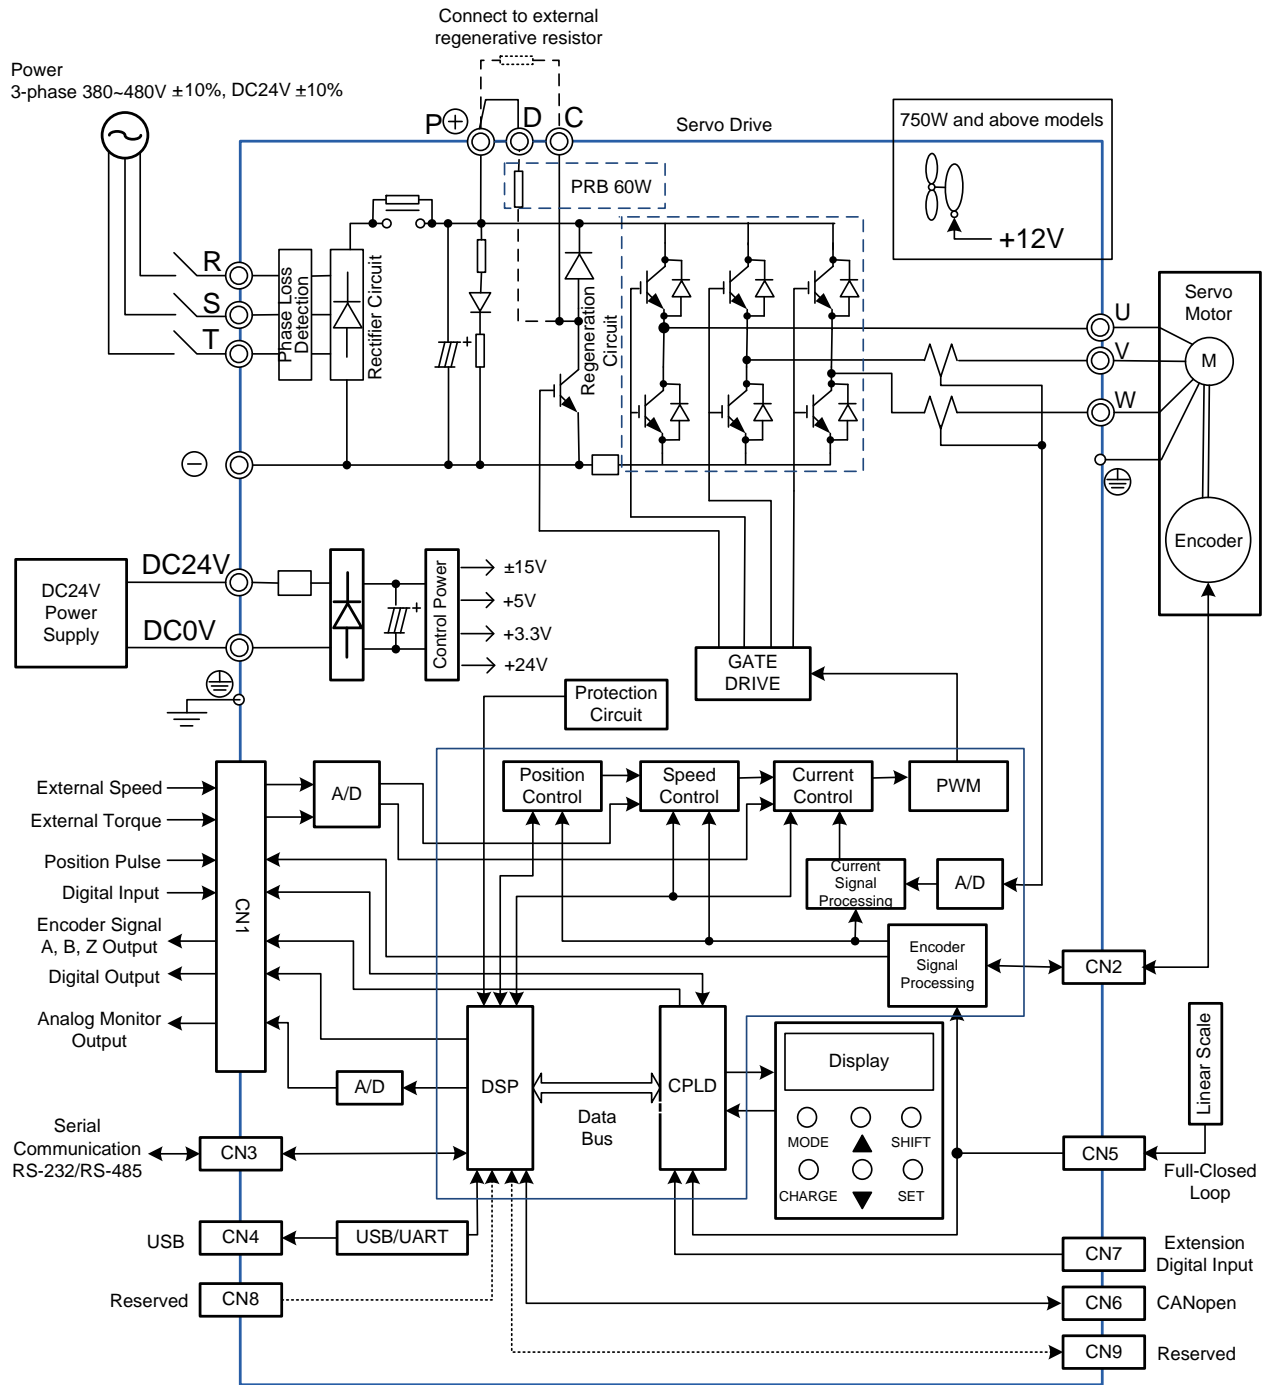 Connect to external
regenerative resistor
Power
3-phase 380~480V ±10%, DC24V ±10%
P⊕
D
C
Servo Drive
750W and above models
+12V
PRB 60W
R
S
T
Phase Loss
Detection
Rectifier Circuit
+
Regeneration
Circuit
U
V
W
Servo
Motor
M
Encoder
⊖
DC24V
Power
Supply
DC24V
DC0V
+
Control Power
±15V
+5V
+3.3V
+24V
GATE
DRIVE
Protection
Circuit
External Speed
External Torque
Position Pulse
Digital Input
Encoder Signal
A, B, Z Output
Digital Output
Analog Monitor
Output
CN1
A/D
Position
Control
Speed
Control
Current
Control
PWM
Current
Signal
Processing
A/D
Encoder
Signal
Processing
CN2
A/D
DSP
Data
Bus
CPLD
Display
MODE
▲
SHIFT
CHARGE
▼
SET
Linear Scale
Serial
Communication
RS-232/RS-485
CN3
CN5
Full-Closed
Loop
USB
CN4
USB/UART
CN7
Extension
Digital Input
Reserved
CN8
CN6
CANopen
CN9
Reserved